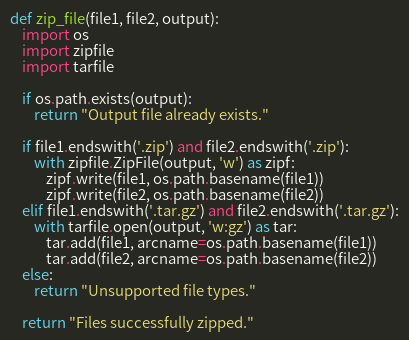 def zip_file(file1, file2, output):
    import os
    import zipfile
    import tarfile

    if os.path.exists(output):
        return "Output file already exists."

    if file1.endswith('.zip') and file2.endswith('.zip'):
        with zipfile.ZipFile(output, 'w') as zipf:
            zipf.write(file1, os.path.basename(file1))
            zipf.write(file2, os.path.basename(file2))
    elif file1.endswith('.tar.gz') and file2.endswith('.tar.gz'):
        with tarfile.open(output, 'w:gz') as tar:
            tar.add(file1, arcname=os.path.basename(file1))
            tar.add(file2, arcname=os.path.basename(file2))
    else:
        return "Unsupported file types."

    return "Files successfully zipped."